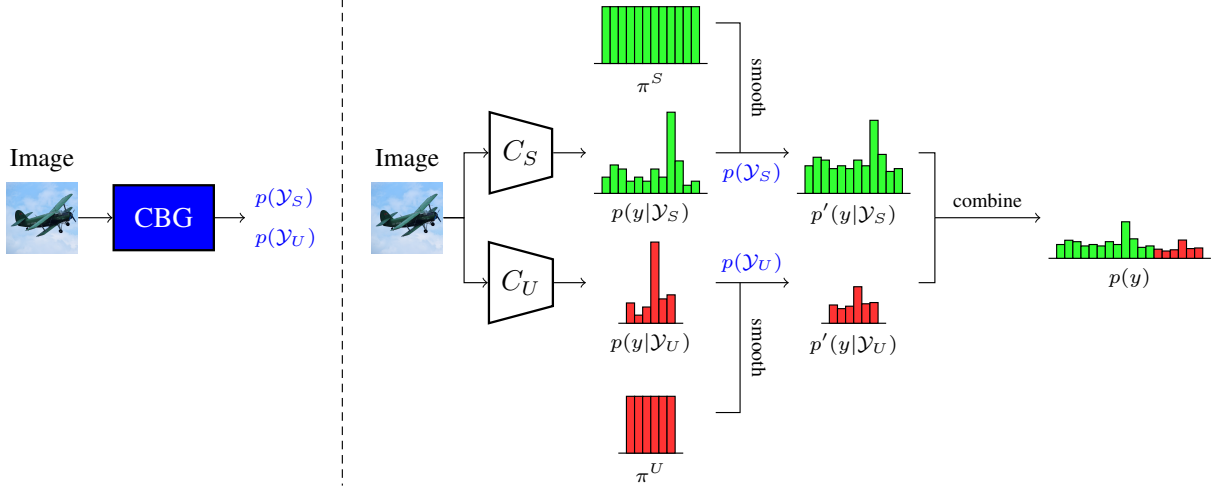 Image
CBG
p(𝒴_S)
p(𝒴_U)
Image
C_S
C_U
π^S
smooth
p(y|𝒴_S)
p(𝒴_S)
p′(y|𝒴_S)
combine
p(y)
p(y|𝒴_U)
p(𝒴_U)
p′(y|𝒴_U)
smooth
π^U